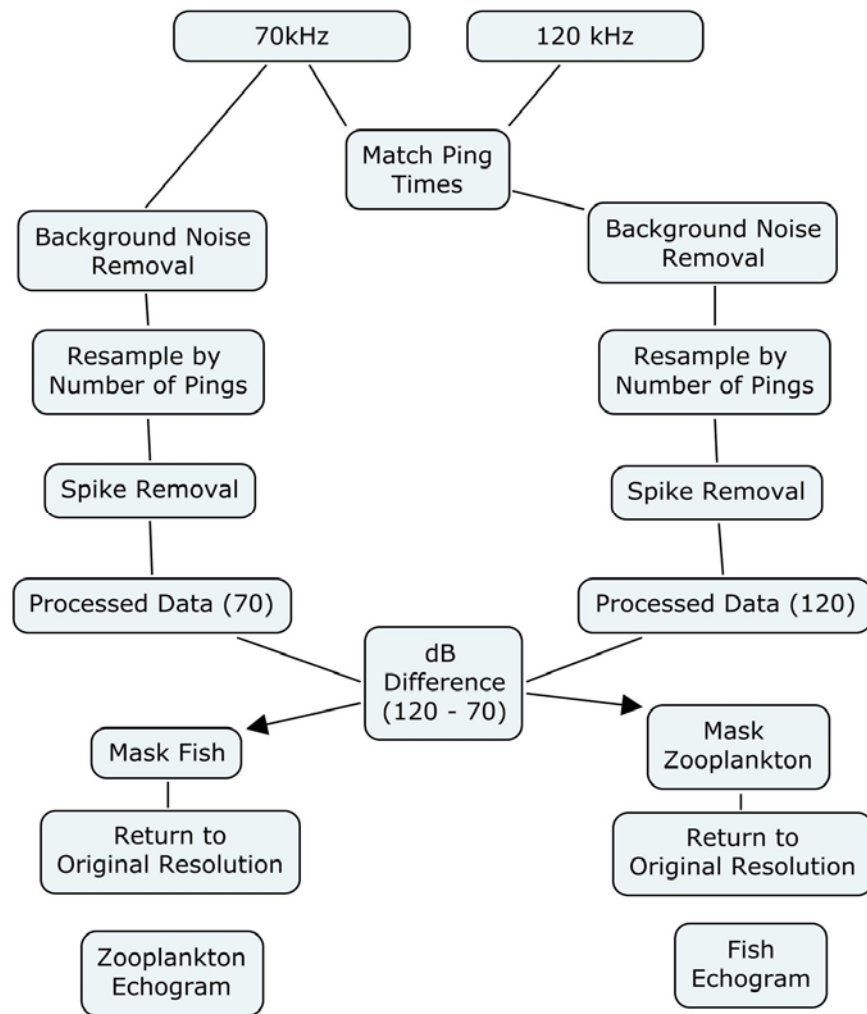 70kHz
120 kHz
Match Ping
Times
Background Noise
Removal
Background Noise
Removal
Resample by
Number of Pings
Resample by
Number of Pings
Spike Removal
Spike Removal
Processed Data (70)
Processed Data (120)
dB
Difference
(120 - 70)
Mask Fish
Mask
Zooplankton
Return to
Original Resolution
Return to
Original Resolution
Zooplankton
Echogram
Fish
Echogram